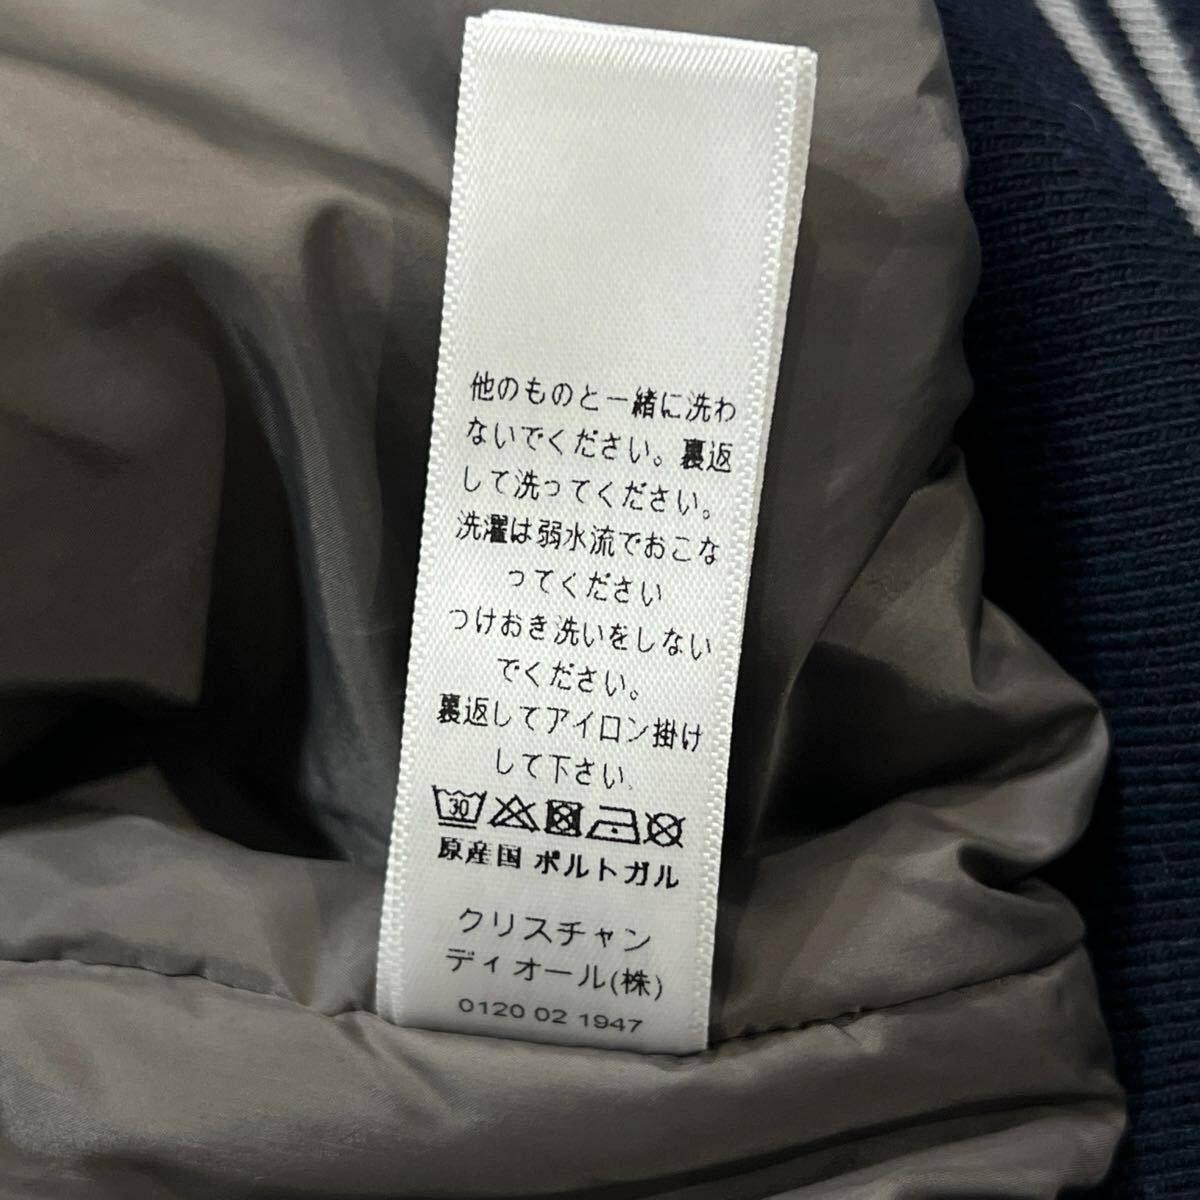 他のものと一緒に洗わ
ないでください。裏返
して洗ってください。
洗濯は弱水流でおこな
ってください
つけおき洗いをしない
でください。
裏返してアイロン掛け
して下さい.
30
原産国 ポルトガル
クリスチャン
ディオール(株)
0120 02 1947